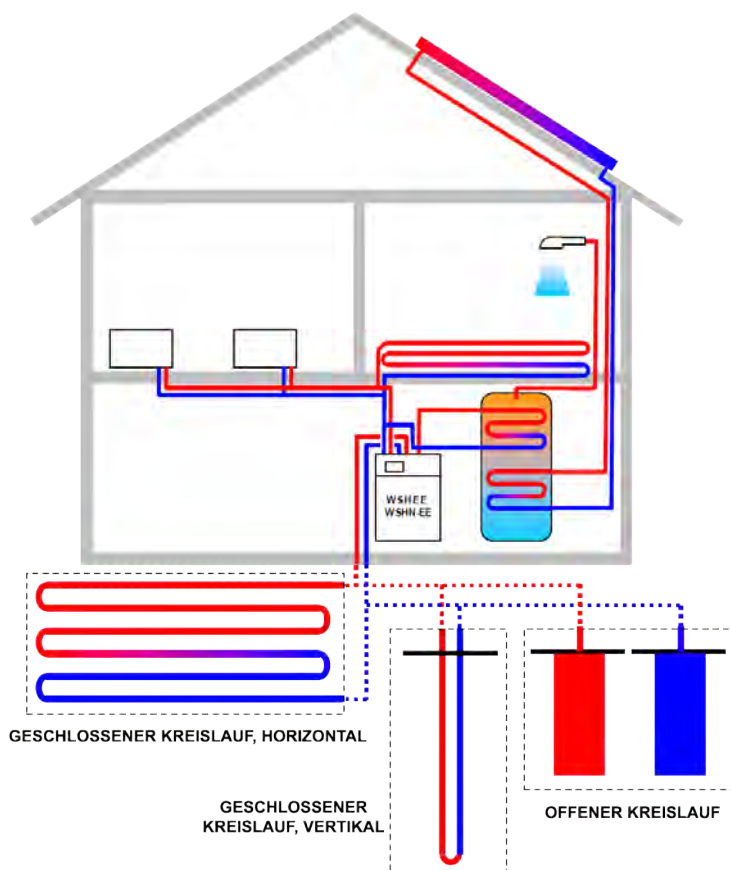 WSHEE
WSHN-EE
GESCHLOSSENER KREISLAUF, HORIZONTAL
GESCHLOSSENER
KREISLAUF, VERTIKAL
OFFENER KREISLAUF